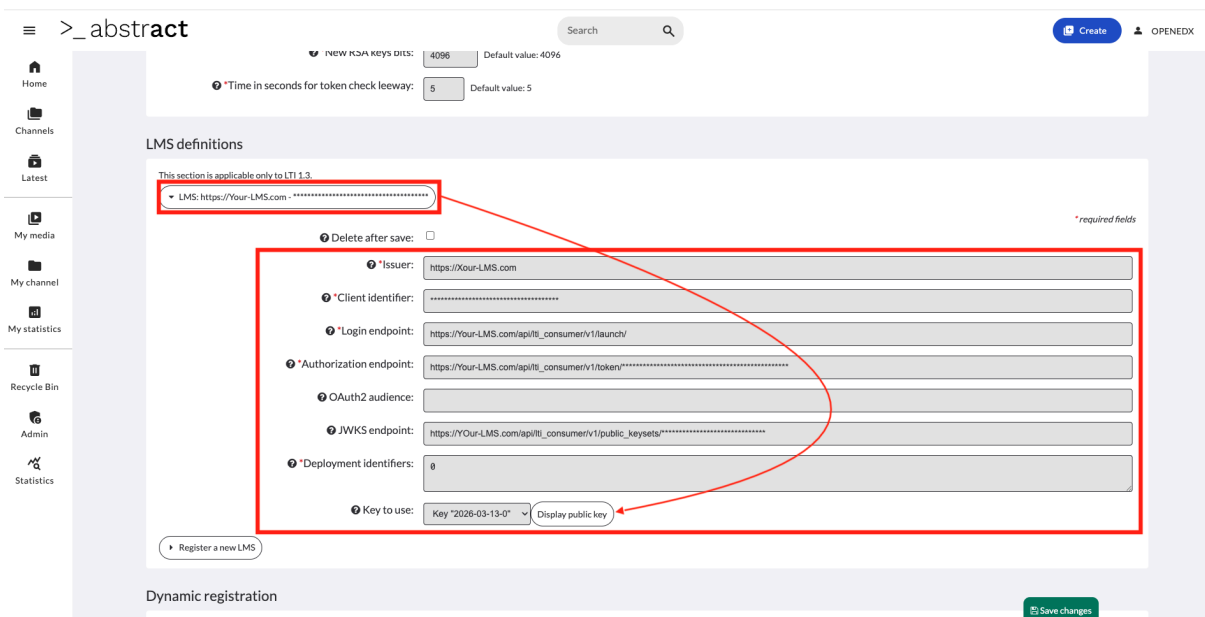 >_ abstract
Search
Create
OPENEDX
Home
Channels
Latest
My media
My channel
My statistics
Recycle Bin
Admin
Statistics
New RSA keys bits: 4096 Default value: 4096
*Time in seconds for token check leeway: 5 Default value: 5
LMS definitions
This section is applicable only to LTI 1.3.
LMS: https://Your-LMS.com - **************************************
* required fields
Delete after save:
*Issuer: https://Xour-LMS.com
*Client identifier: **************************************
*Login endpoint: https://Your-LMS.com/api/lti_consumer/v1/launch/
*Authorization endpoint: https://Your-LMS.com/api/lti_consumer/v1/token/*************************************************
OAuth2 audience:
JWKS endpoint: https://YOur-LMS.com/api/lti_consumer/v1/public_keysets/******************************
*Deployment identifiers: 0
Key to use: Key "2026-03-13-0" Display public key
Register a new LMS
Dynamic registration
Save changes